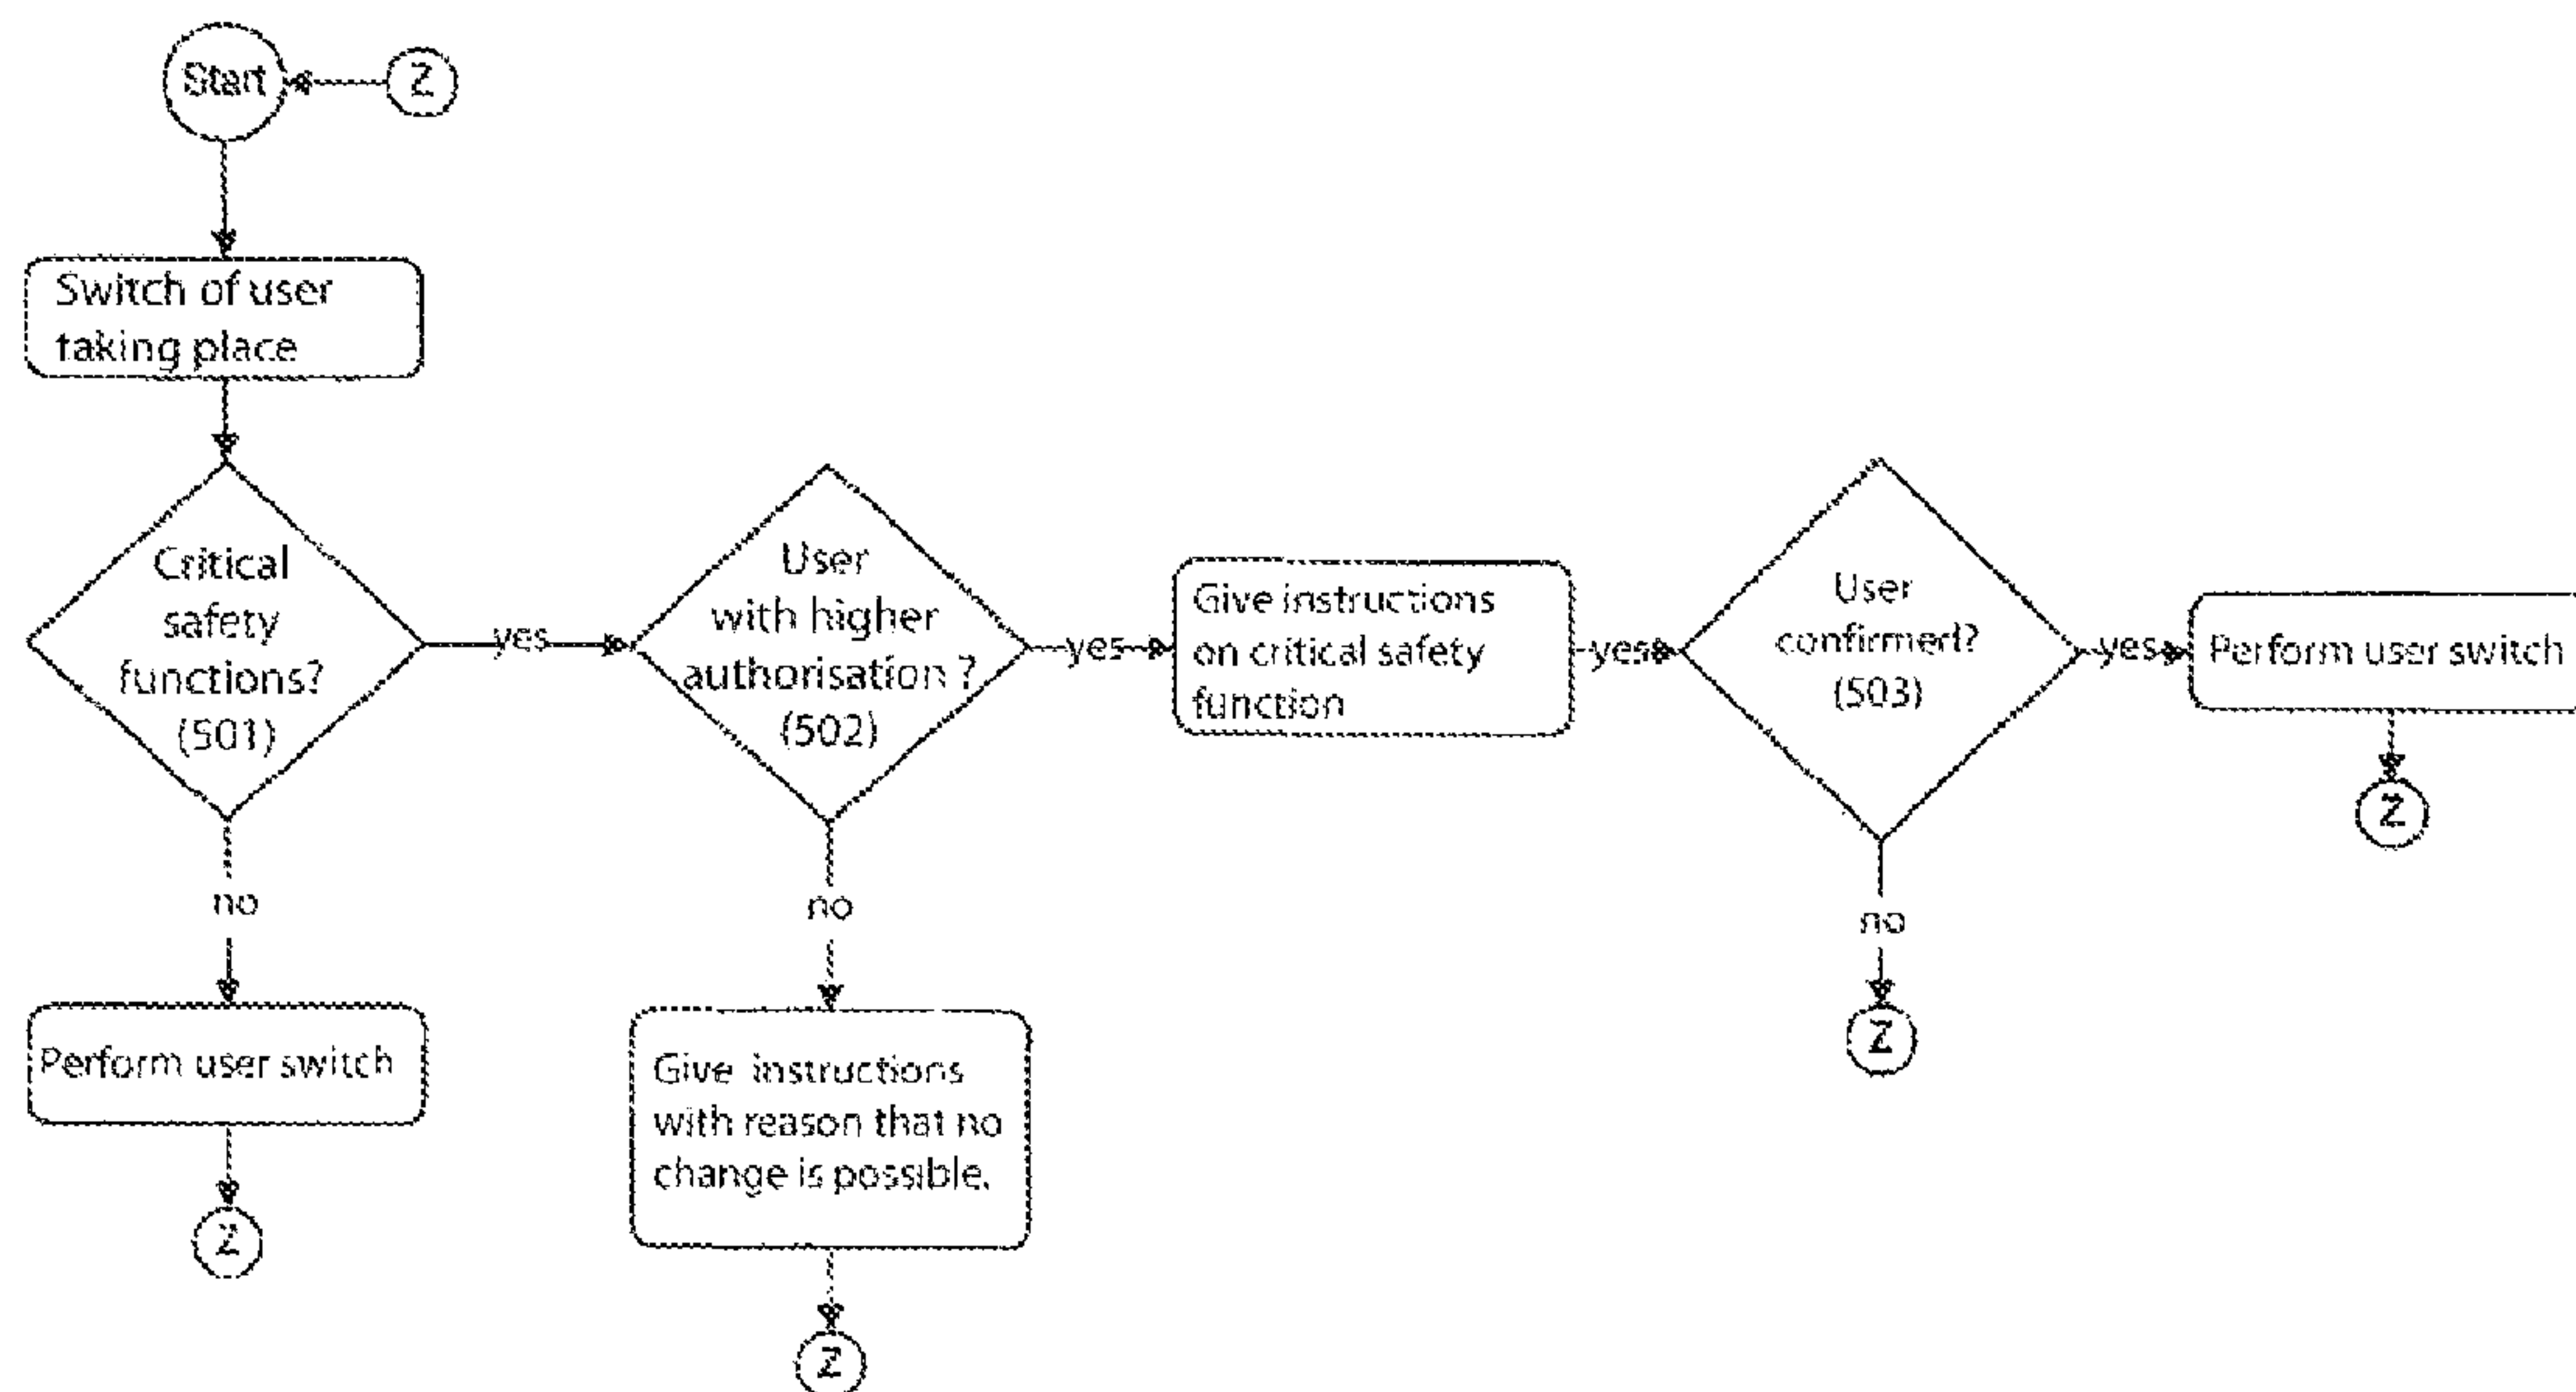 Start
Z
Switch of user
taking place
Critical
safety
functions?
(501)
yes
User
with higher
authorisation ?
(502)
yes
Give instructions
on critical safety
function
yes
User
confirmed?
(503)
yes
Perform user switch
Z
no
Perform user switch
Z
no
Give instructions
with reason that no
change is possible.
Z
no
Z